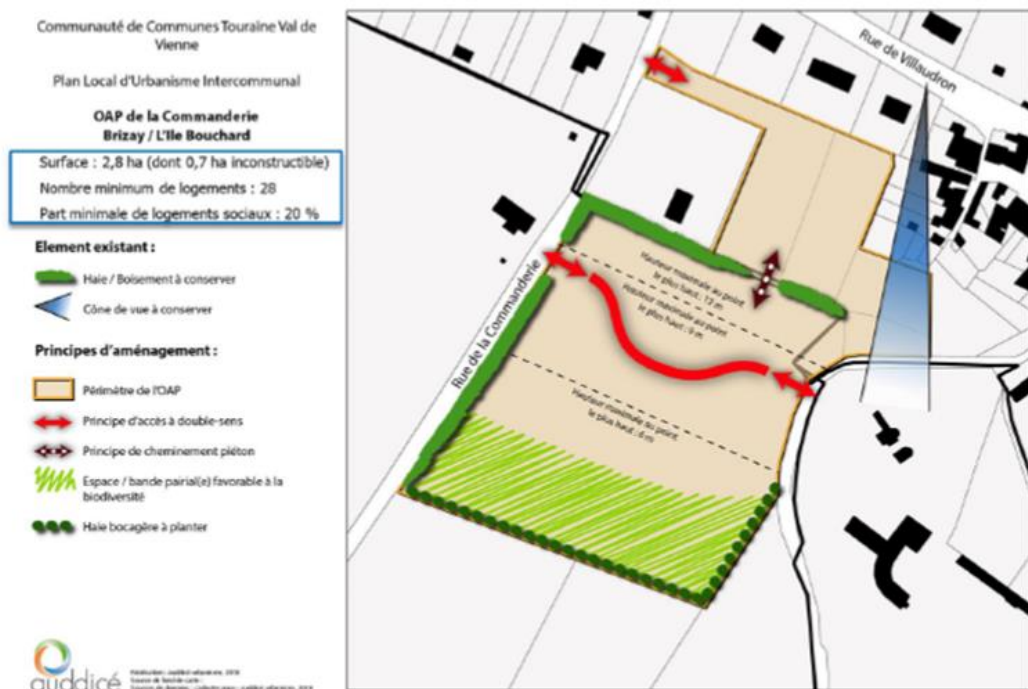 Communauté de Communes Touraine Val de
Vienne
Plan Local d'Urbanisme Intercommunal
OAP de la Commanderie
Brizay / L'Ile Bouchard
Surface : 2,8 ha (dont 0,7 ha inconstructible)
Nombre minimum de logements : 28
Part minimale de logements sociaux : 20 %
Element existant :
Haie / Boisement à conserver
Cône de vue à conserver
Principes d'aménagement :
Périmètre de l'OAP
Principe d'accès à double-sens
Principe de cheminement piéton
Espace / bande pairial(e) favorable à la
biodiversité
Haie bocagère à planter
auddicé
Rue de Villaudron
Rue de la Commanderie
Hauteur maximale au point
le plus haut : 12 m
Hauteur maximale au point
le plus haut : 9 m
Hauteur maximale au point
le plus haut : 6 m